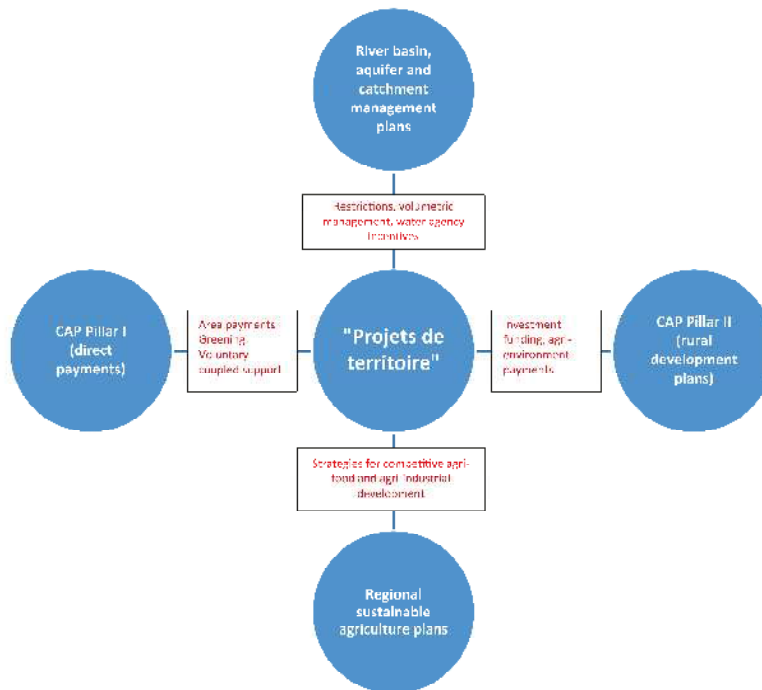 River basin,
aquifer and
catchment
management
plans
Restrictions, volumetric
management, water agency
incentives
CAP Pillar I
(direct
payments)
Area payments
Greening
Voluntary
coupled support
"Projets de
territoire"
Investment
funding, agri-
environment
payments
CAP Pillar II
(rural
development
plans)
Strategies for competitive agri-
food and agri-industrial
development
Regional
sustainable
agriculture plans